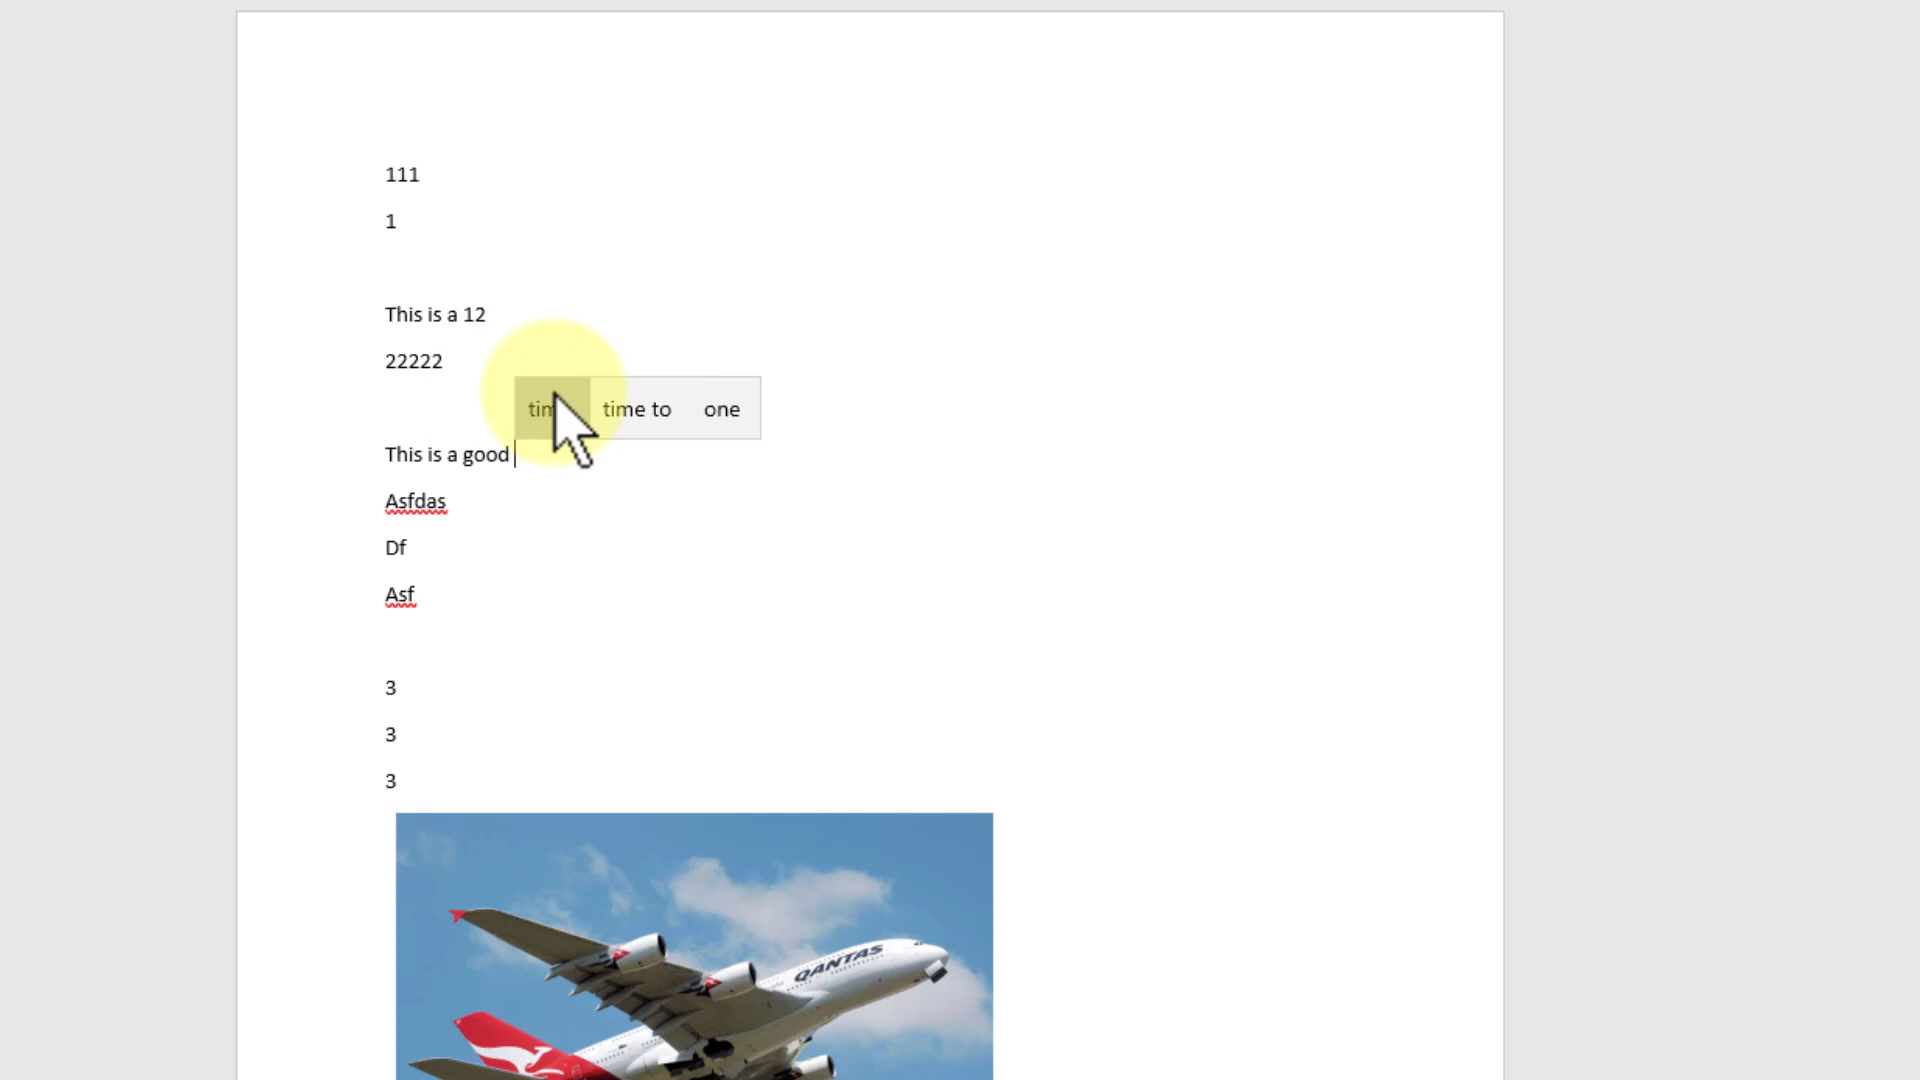 111
1
This is a 12
22222
time to one
This is a good
Asfdas
Df
Asf
3
3
3
QANTAS